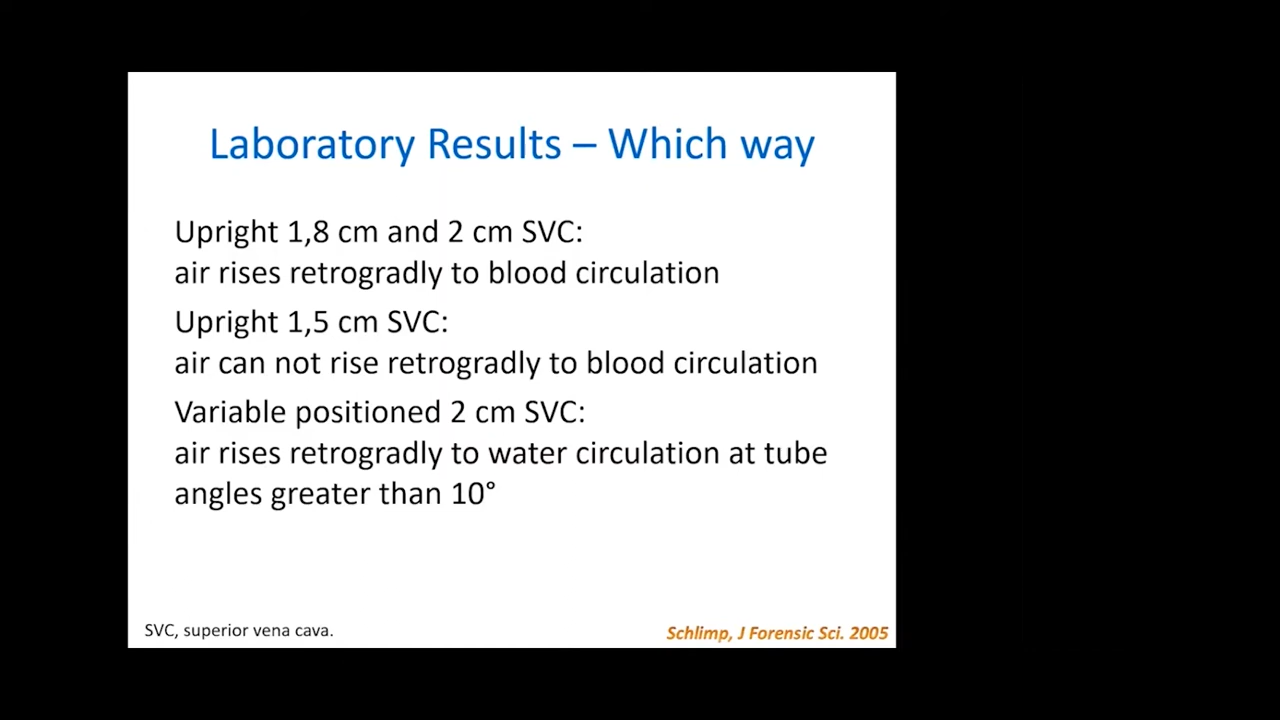 Laboratory Results – Which way
Upright 1,8 cm and 2 cm SVC:
air rises retrogradly to blood circulation
Upright 1,5 cm SVC:
air can not rise retrogradly to blood circulation
Variable positioned 2 cm SVC:
air rises retrogradly to water circulation at tube
angles greater than 10°
SVC, superior vena cava.
Schlimp, J Forensic Sci. 2005